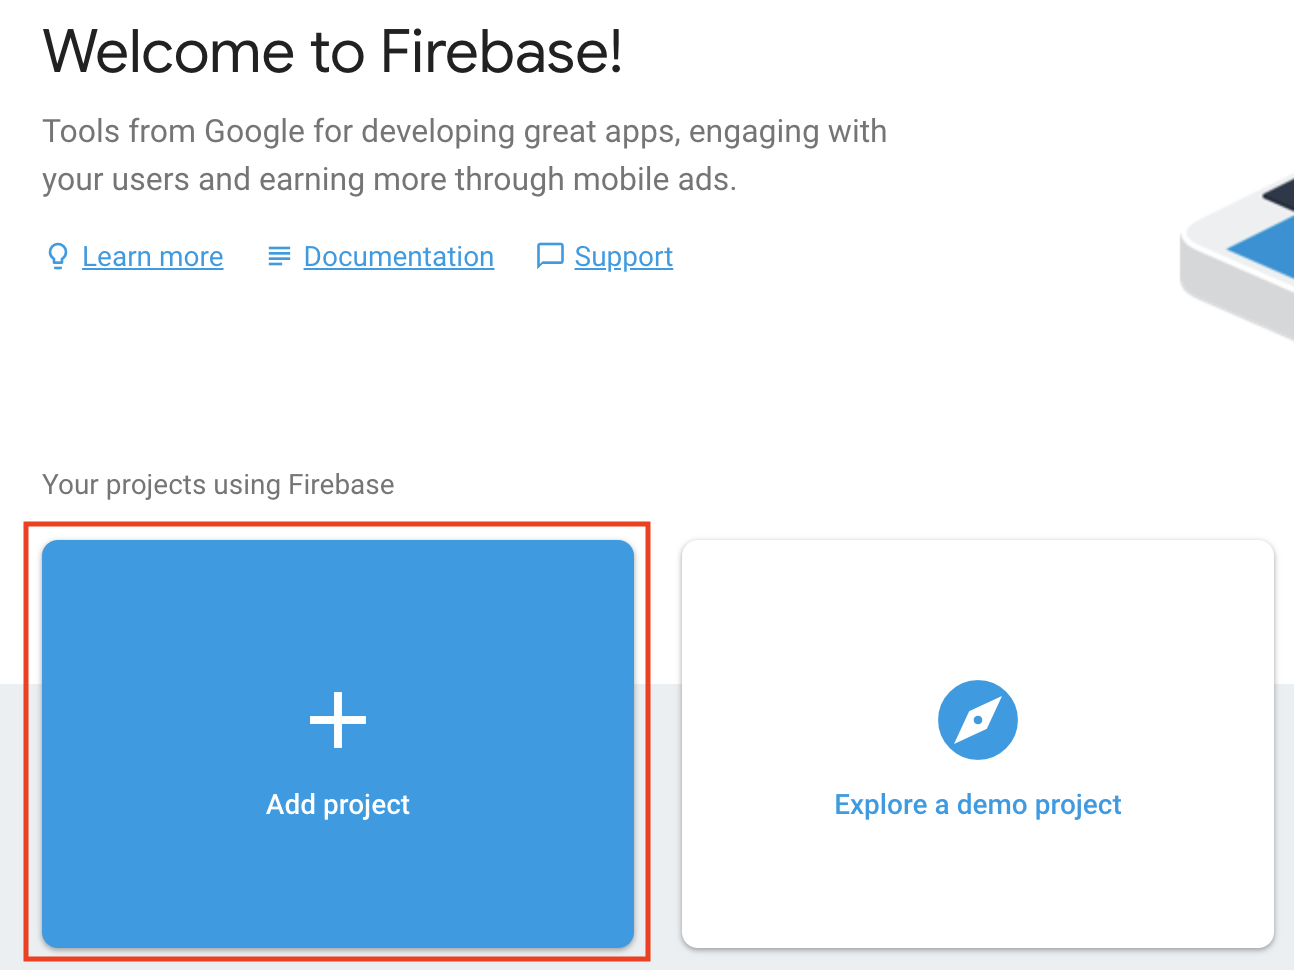 Welcome to Firebase!
Tools from Google for developing great apps, engaging with
your users and earning more through mobile ads.
Learn more Documentation Support
Your projects using Firebase
Add project
Explore a demo project